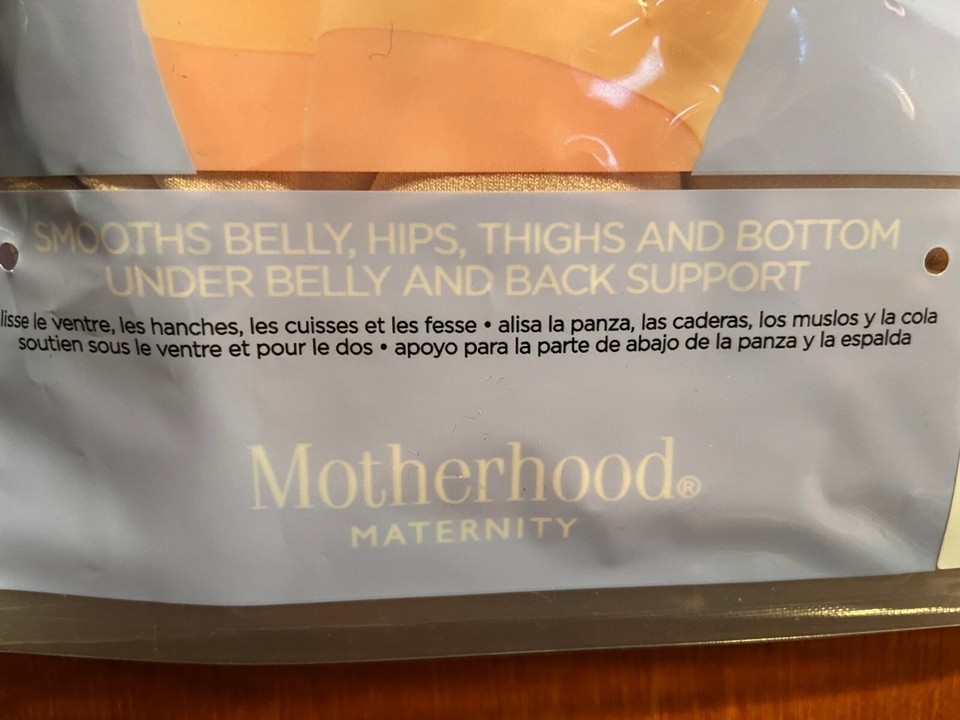 SMOOTHS BELLY, HIPS, THIGHS AND BOTTOM
UNDER BELLY AND BACK SUPPORT
lisse le ventre, les hanches, les cuisses et les fesse • alisa la panza, las caderas, los muslos y la cola
soutien sous le ventre et pour le dos • apoyo para la parte de abajo de la panza y la espalda
Motherhood®
MATERNITY